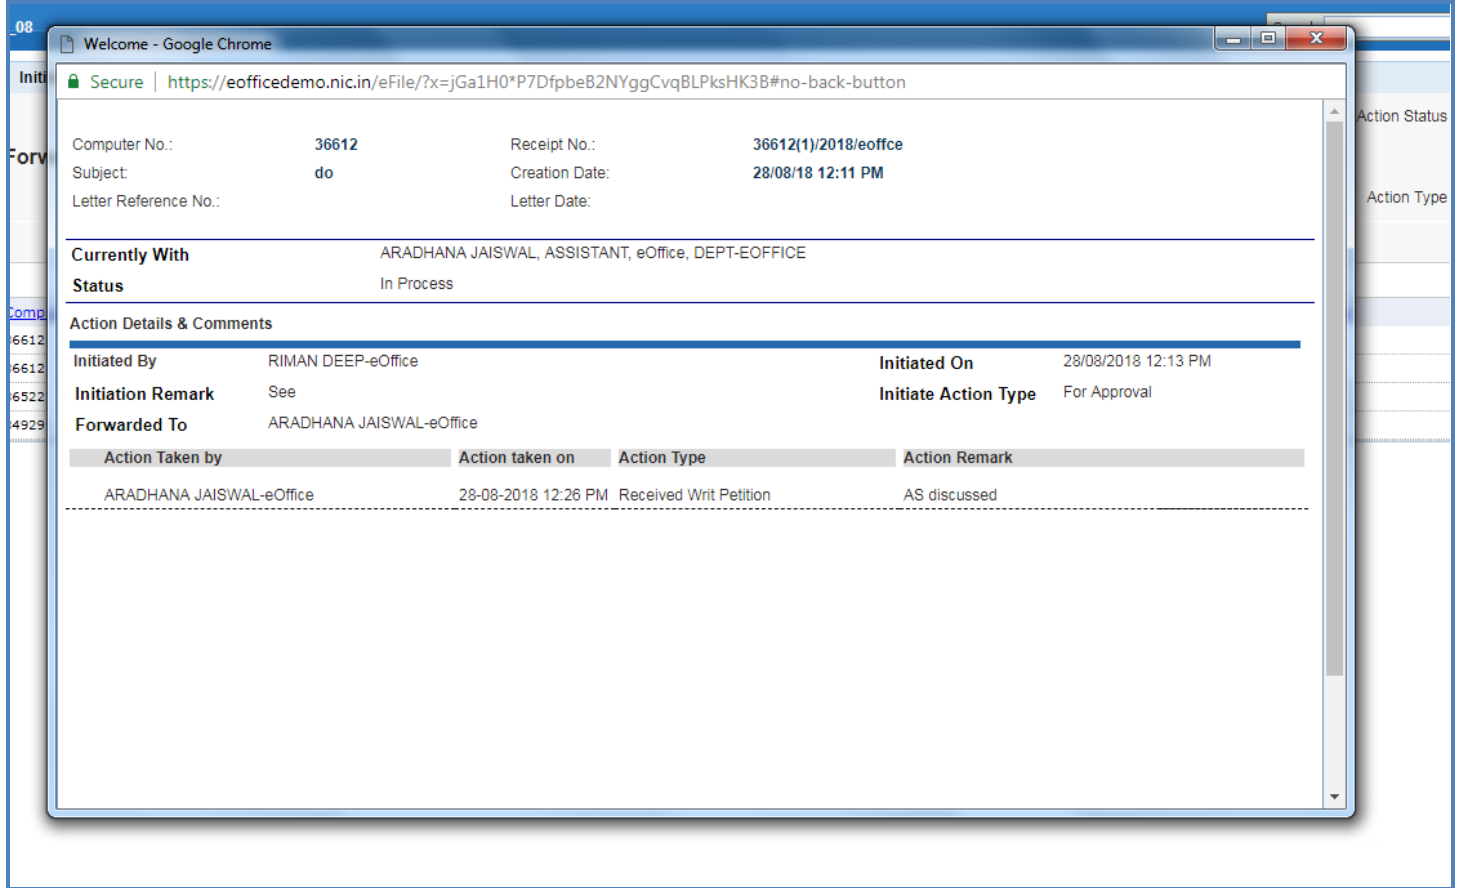 _08
Welcome - Google Chrome
Secure | https://eofficedemo.nic.in/eFile/?x=jGa1H0*P7DfpbeB2NYggCvqBLPksHK3B#no-back-button
Initi
Action Status
Computer No.: 36612 Receipt No.: 36612(1)/2018/eoffce
Forw
Subject: do Creation Date: 28/08/18 12:11 PM
Letter Reference No.: Letter Date:
Action Type
Currently With ARADHANA JAISWAL, ASSISTANT, eOffice, DEPT-EOFFICE
Status In Process
Comp
Action Details & Comments
36612
Initiated By RIMAN DEEP-eOffice Initiated On 28/08/2018 12:13 PM
36612
Initiation Remark See Initiate Action Type For Approval
36522
Forwarded To ARADHANA JAISWAL-eOffice
34929
Action Taken by Action taken on Action Type Action Remark
ARADHANA JAISWAL-eOffice 28-08-2018 12:26 PM Received Writ Petition AS discussed